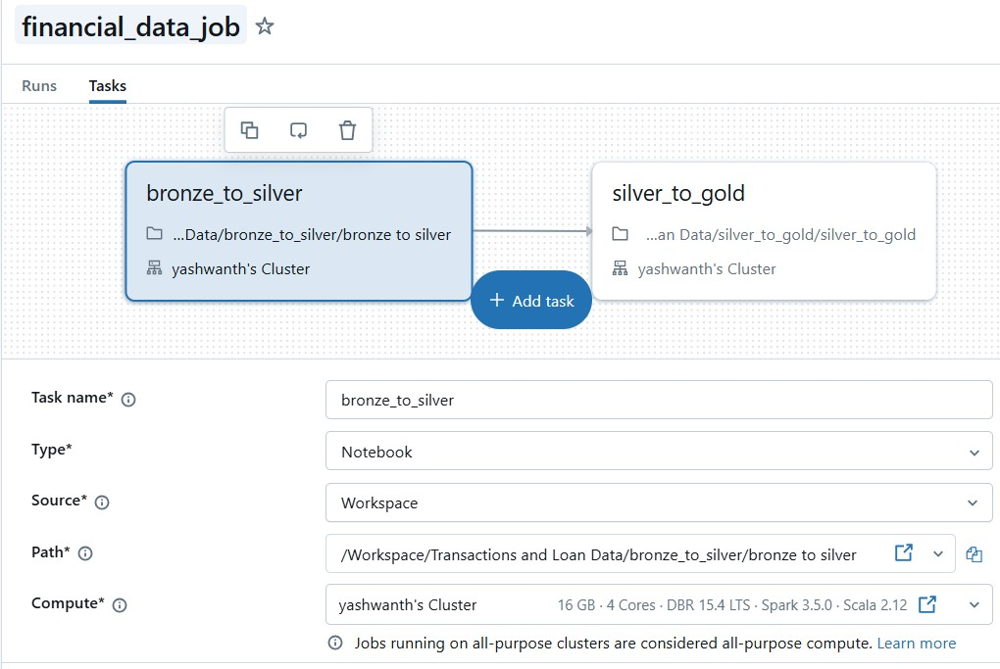 financial_data_job
Runs Tasks
bronze_to_silver
...Data/bronze_to_silver/bronze to silver
yashwanth's Cluster
silver_to_gold
...an Data/silver_to_gold/silver_to_gold
yashwanth's Cluster
+ Add task
Task name* bronze_to_silver
Type* Notebook
Source* Workspace
Path* /Workspace/Transactions and Loan Data/bronze_to_silver/bronze to silver
Compute* yashwanth's Cluster 16 GB · 4 Cores · DBR 15.4 LTS · Spark 3.5.0 · Scala 2.12
Jobs running on all-purpose clusters are considered all-purpose compute. Learn more